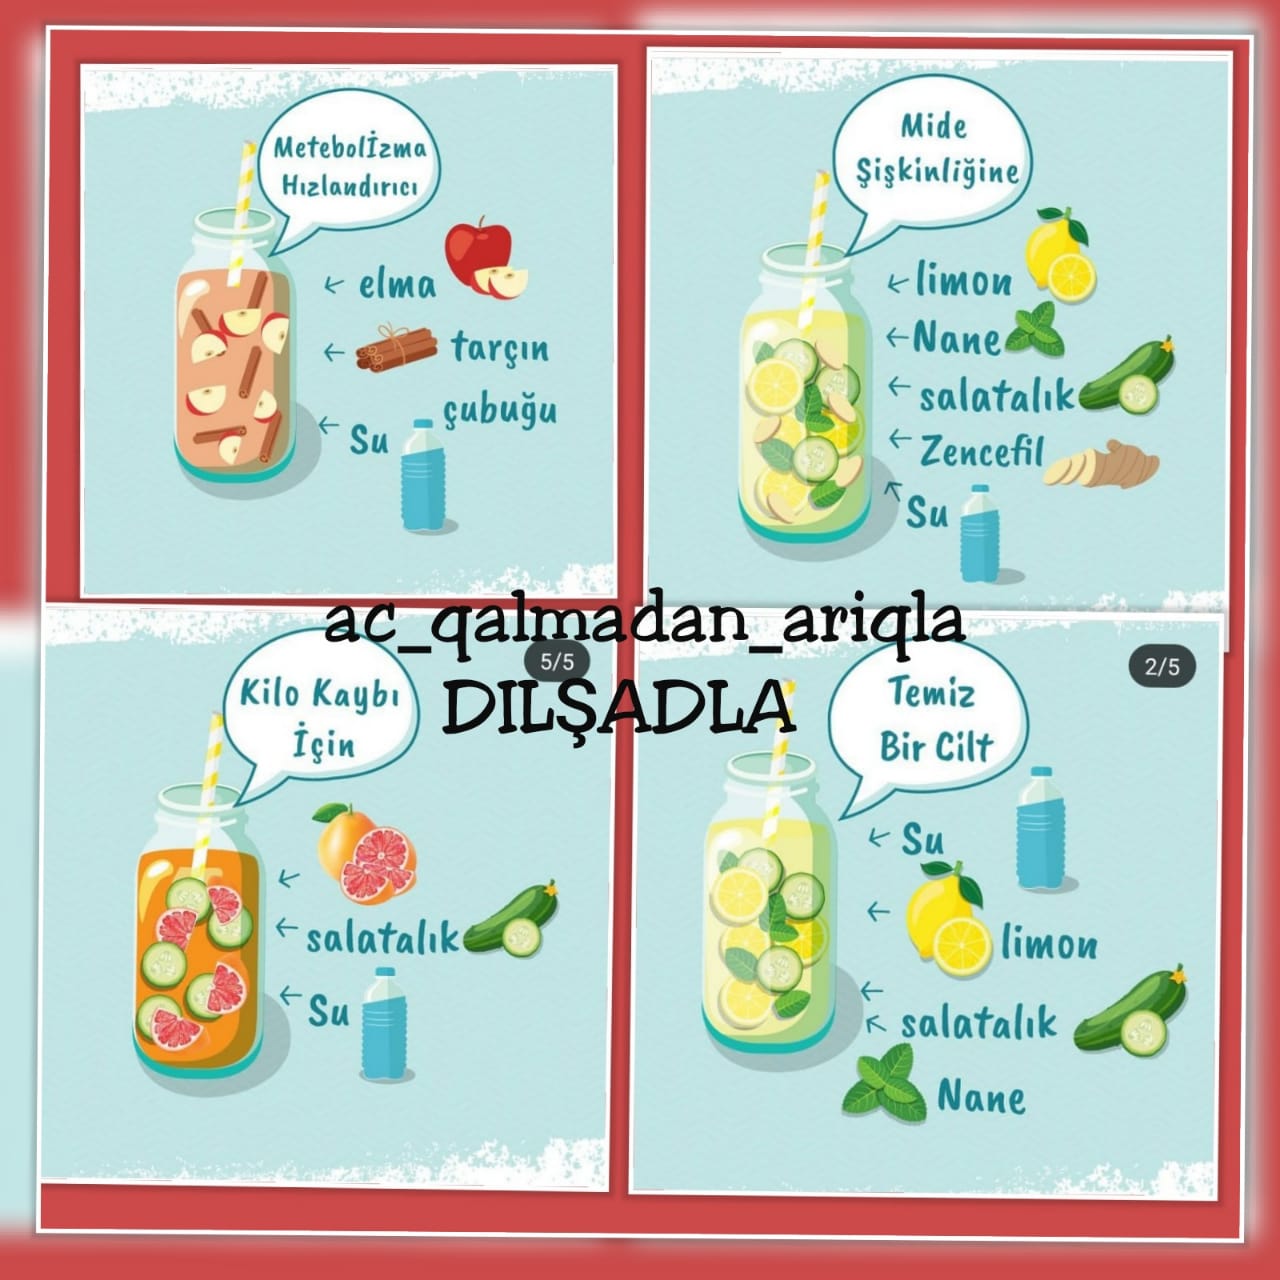 Metebolİzma
Hızlandırıcı
elma
tarçın
çubuğu
Su
Mide
Şişkinliğine
limon
Nane
salatalık
Zencefil
Su
ac_qalmadan_ariqla
DILŞADLA
5/5
Kilo Kaybı
İçin
salatalık
Su
2/5
Temiz
Bir Cilt
Su
limon
salatalık
Nane